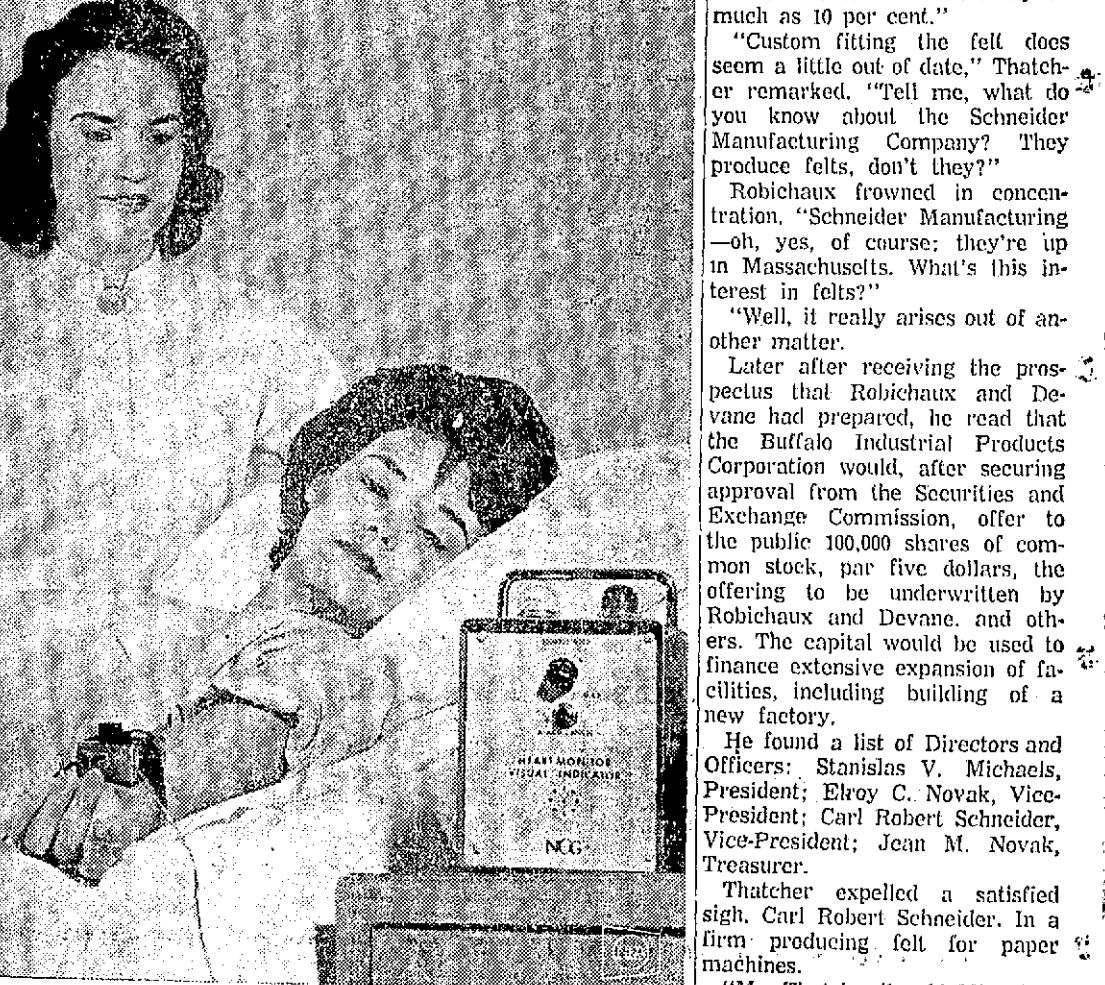 HEART MONITOR
VISUAL INDICATOR
NCG
much as 10 per cent."
"Custom fitting the felt does
seem a little out of date," Thatch-
er remarked. "Tell me, what do
you know about the Schneider
Manufacturing Company? They
produce felts, don't they?"
Robichaux frowned in concen-
tration. "Schneider Manufacturing
—oh, yes, of course; they're up
in Massachusetts. What's this in-
terest in felts?"
"Well, it really arises out of an-
other matter.
Later after receiving the pros-
pectus that Robichaux and De-
vane had prepared, he read that
the Buffalo Industrial Products
Corporation would, after securing
approval from the Securities and
Exchange Commission, offer to
the public 100,000 shares of com-
mon stock, par five dollars, the
offering to be underwritten by
Robichaux and Devane. and oth-
ers. The capital would be used to
finance extensive expansion of fa-
cilities, including building of a
new factory.
He found a list of Directors and
Officers: Stanislas V. Michaels,
President; Elroy C. Novak, Vice-
President; Carl Robert Schneider,
Vice-President; Jean M. Novak,
Treasurer.
Thatcher expelled a satisfied
sigh. Carl Robert Schneider. In a
firm producing felt for paper
machines.